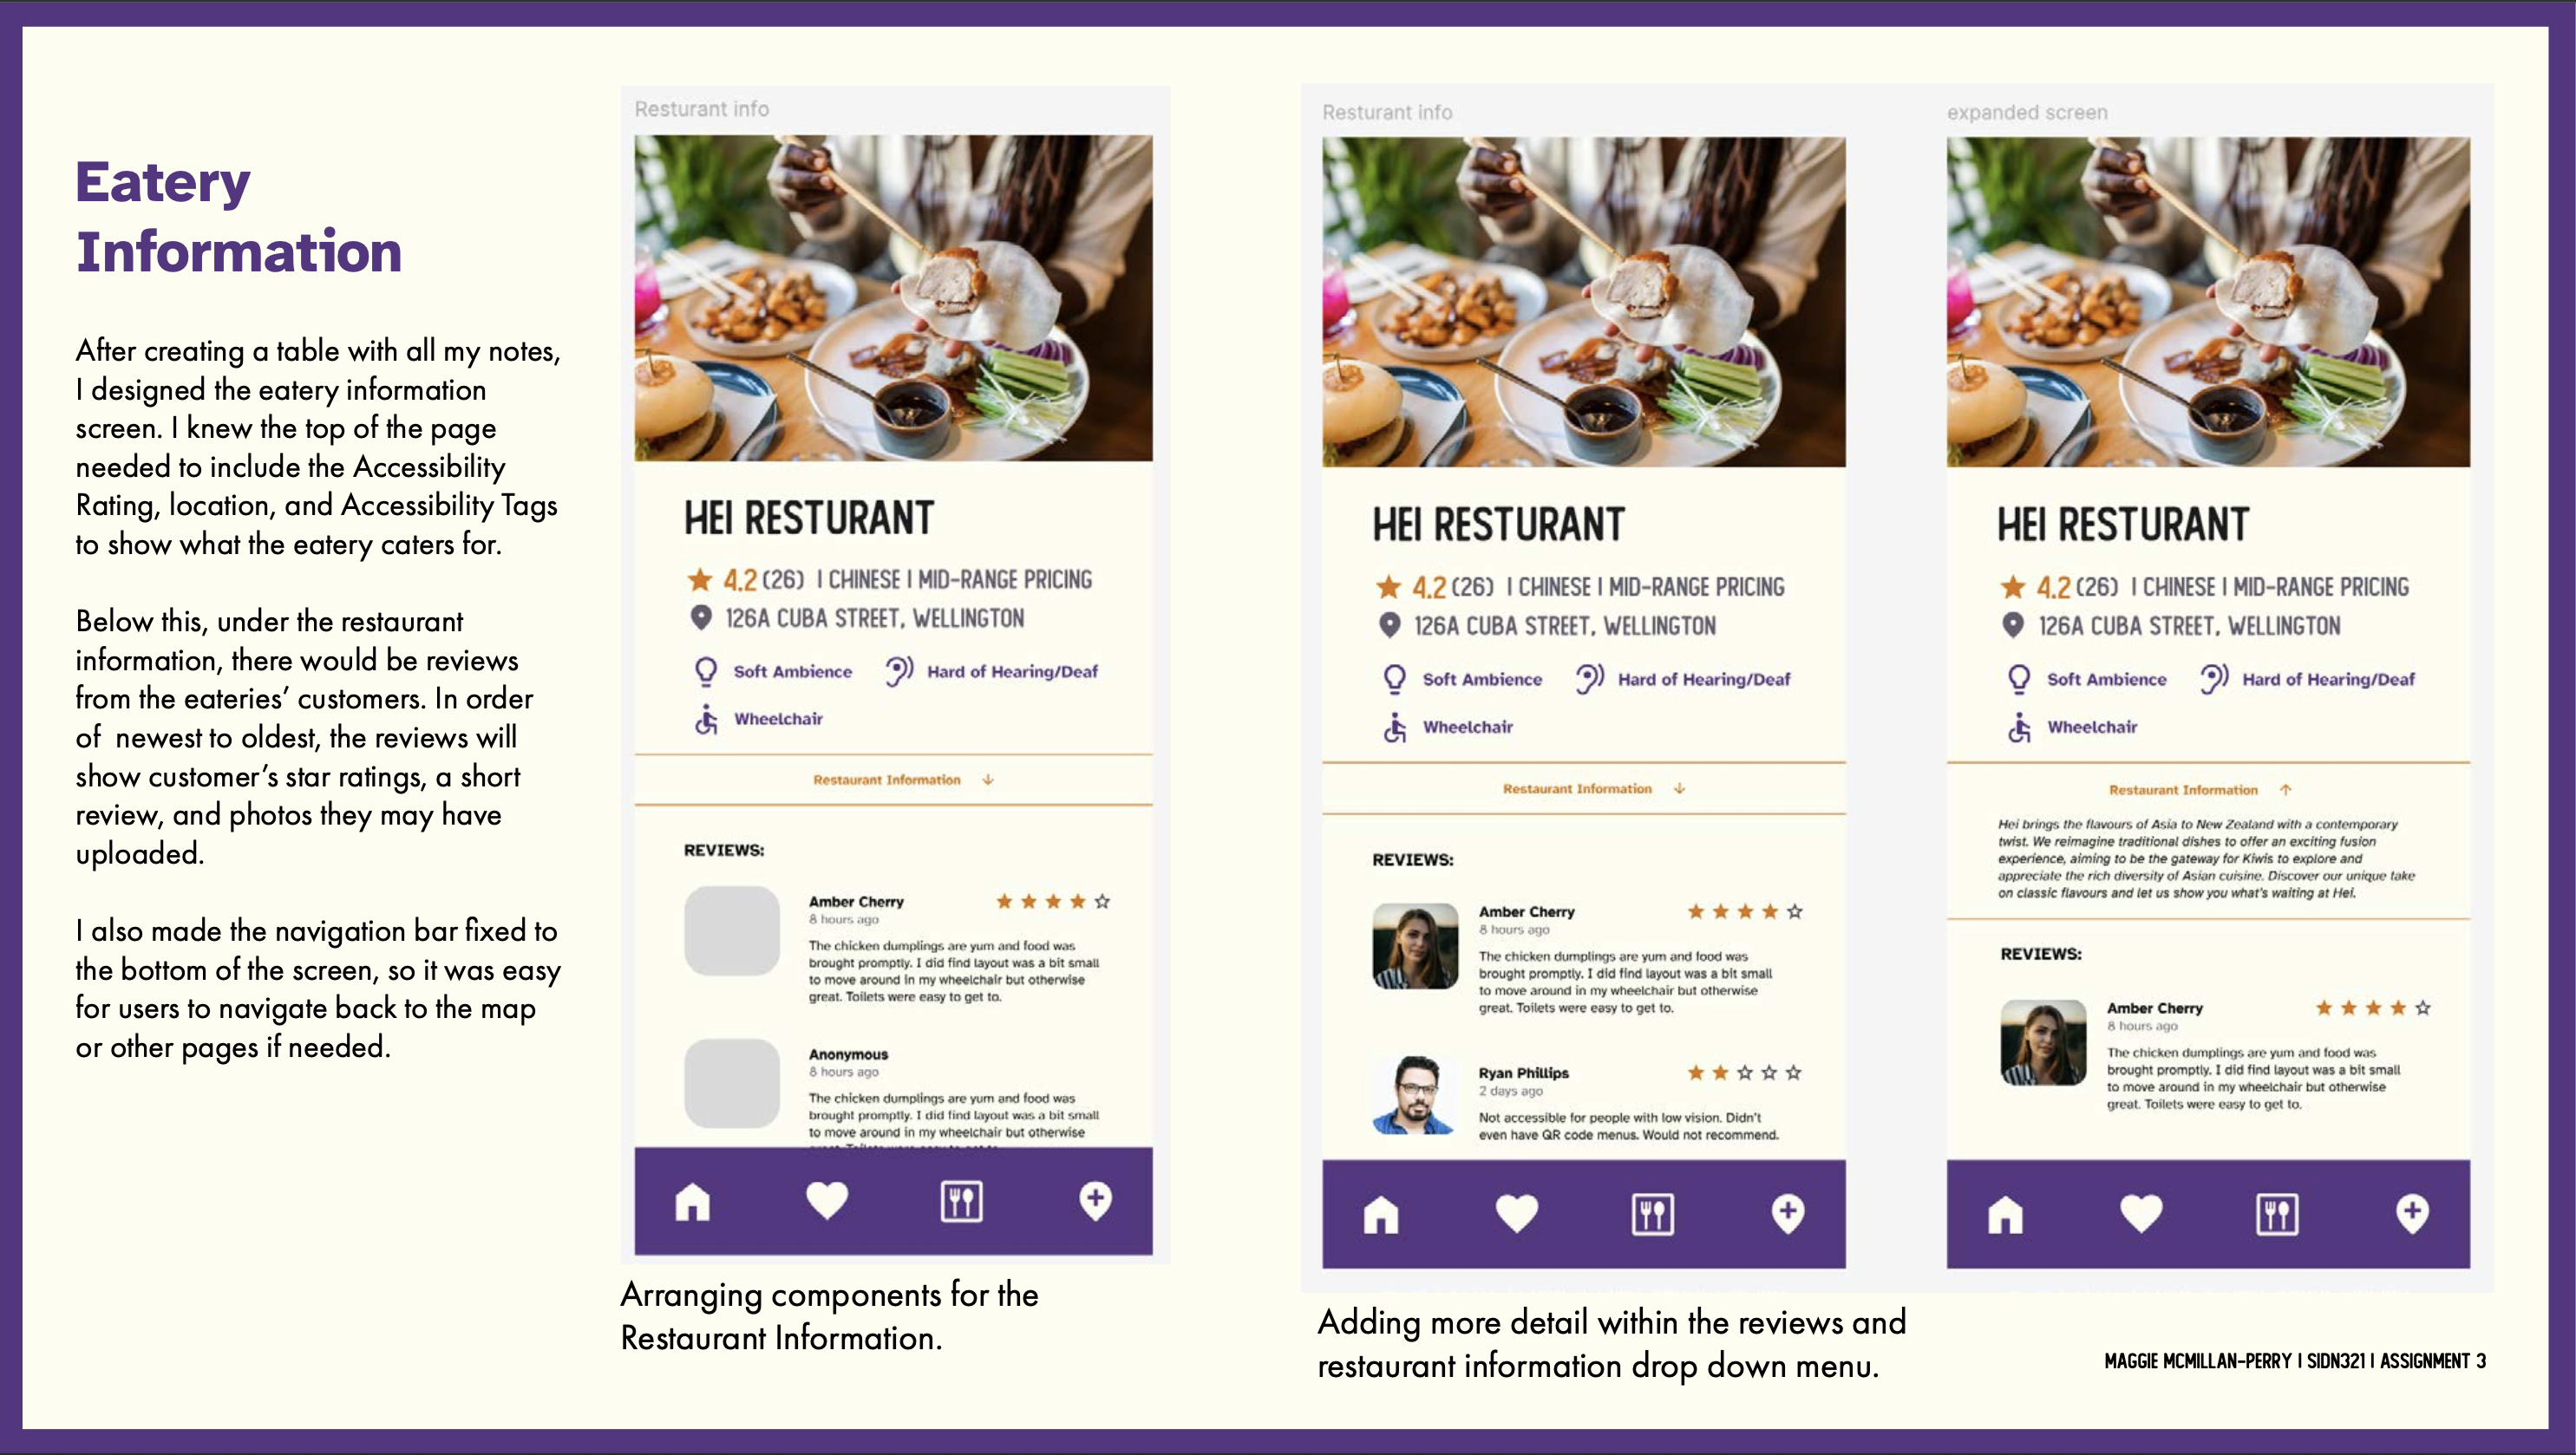 Eatery
Information
After creating a table with all my notes,
I designed the eatery information
screen. I knew the top of the page
needed to include the Accessibility
Rating, location, and Accessibility Tags
to show what the eatery caters for.
Below this, under the restaurant
information, there would be reviews
from the eateries’ customers. In order
of  newest to oldest, the reviews will
show customer’s star ratings, a short
review, and photos they may have
uploaded.
I also made the navigation bar fixed to
the bottom of the screen, so it was easy
for users to navigate back to the map
or other pages if needed.
Resturant info
HEI RESTURANT
4.2 (26) | CHINESE | MID-RANGE PRICING
126A CUBA STREET, WELLINGTON
Soft Ambience
Hard of Hearing/Deaf
Wheelchair
Restaurant Information ↓
REVIEWS:
Amber Cherry
8 hours ago
The chicken dumplings are yum and food was
brought promptly. I did find layout was a bit small
to move around in my wheelchair but otherwise
great. Toilets were easy to get to.
Anonymous
8 hours ago
The chicken dumplings are yum and food was
brought promptly. I did find layout was a bit small
to move around in my wheelchair but otherwise
Arranging components for the
Restaurant Information.
Resturant info
HEI RESTURANT
4.2 (26) | CHINESE | MID-RANGE PRICING
126A CUBA STREET, WELLINGTON
Soft Ambience
Hard of Hearing/Deaf
Wheelchair
Restaurant Information ↓
REVIEWS:
Amber Cherry
8 hours ago
The chicken dumplings are yum and food was
brought promptly. I did find layout was a bit small
to move around in my wheelchair but otherwise
great. Toilets were easy to get to.
Ryan Phillips
2 days ago
Not accessible for people with low vision. Didn't
even have QR code menus. Would not recommend.
expanded screen
HEI RESTURANT
4.2 (26) | CHINESE | MID-RANGE PRICING
126A CUBA STREET, WELLINGTON
Soft Ambience
Hard of Hearing/Deaf
Wheelchair
Restaurant Information ↑
Hei brings the flavours of Asia to New Zealand with a contemporary
twist. We reimagine traditional dishes to offer an exciting fusion
experience, aiming to be the gateway for Kiwis to explore and
appreciate the rich diversity of Asian cuisine. Discover our unique take
on classic flavours and let us show you what's waiting at Hei.
REVIEWS:
Amber Cherry
8 hours ago
The chicken dumplings are yum and food was
brought promptly. I did find layout was a bit small
to move around in my wheelchair but otherwise
great. Toilets were easy to get to.
Adding more detail within the reviews and
restaurant information drop down menu.
MAGGIE MCMILLAN-PERRY | SIDN321 | ASSIGNMENT 3